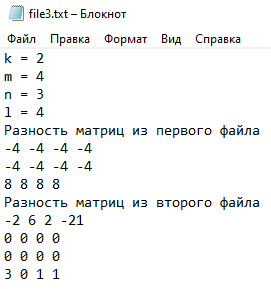 file3.txt – Блокнот
Файл Правка Формат Вид Справка
k = 2
m = 4
n = 3
l = 4
Разность матриц из первого файла
-4 -4 -4 -4
-4 -4 -4 -4
8 8 8 8
Разность матриц из второго файла
-2 6 2 -21
0 0 0 0
0 0 0 0
3 0 1 1